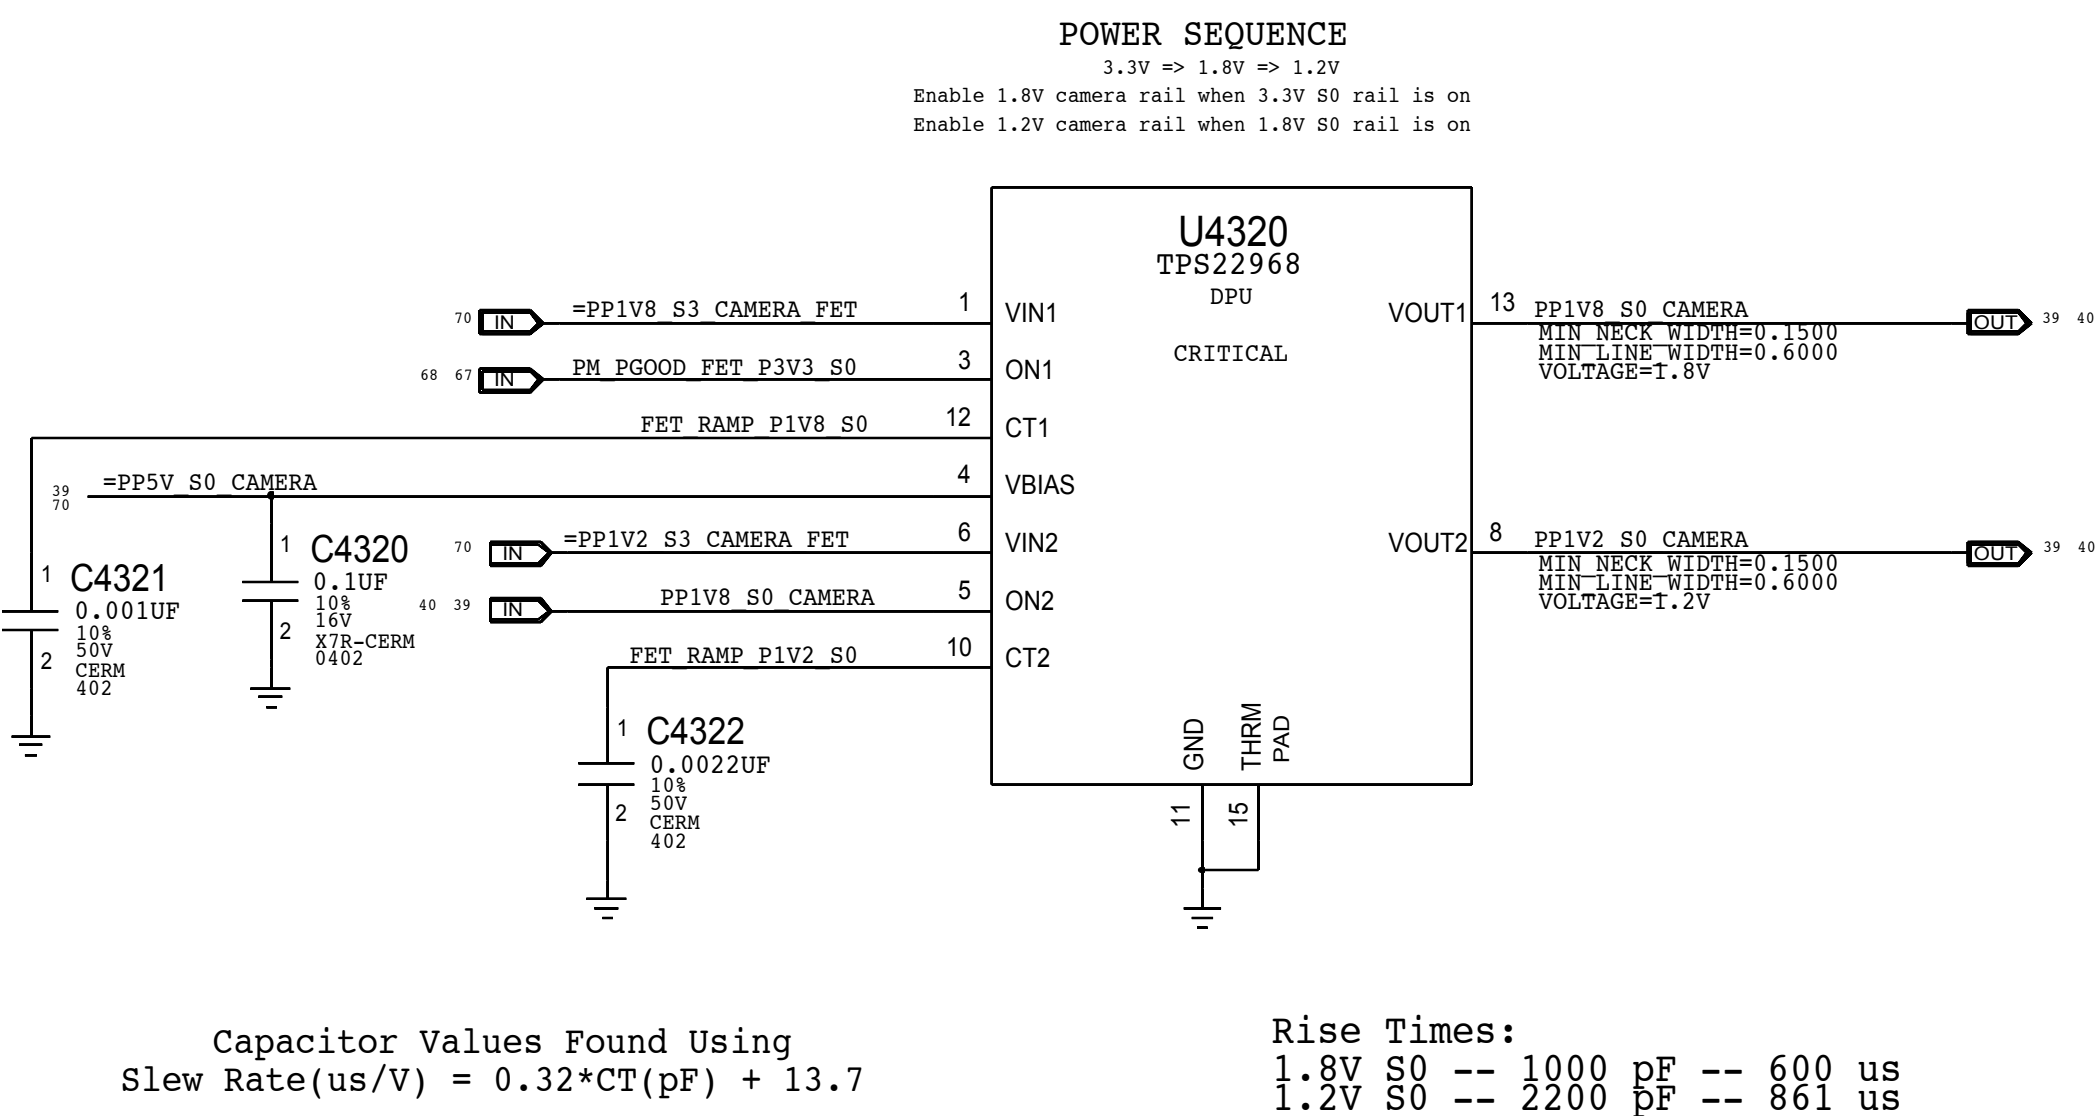 POWER SEQUENCE
3.3V => 1.8V => 1.2V
Enable 1.8V camera rail when 3.3V S0 rail is on
Enable 1.2V camera rail when 1.8V S0 rail is on
U4320
TPS22968
DPU
CRITICAL
70 IN =PP1V8_S3_CAMERA_FET 1 VIN1
68 67 IN PM_PGOOD_FET_P3V3_S0 3 ON1
FET_RAMP_P1V8_S0 12 CT1
39 70 =PP5V_S0_CAMERA 4 VBIAS
70 IN =PP1V2_S3_CAMERA_FET 6 VIN2
40 39 IN PP1V8_S0_CAMERA 5 ON2
FET_RAMP_P1V2_S0 10 CT2
VOUT1 13 PP1V8_S0_CAMERA OUT 39 40
MIN_NECK_WIDTH=0.1500
MIN_LINE_WIDTH=0.6000
VOLTAGE=1.8V
VOUT2 8 PP1V2_S0_CAMERA OUT 39 40
MIN_NECK_WIDTH=0.1500
MIN_LINE_WIDTH=0.6000
VOLTAGE=1.2V
1 C4321
0.001UF
10%
50V
2 CERM
402
1 C4320
0.1UF
10%
16V
2 X7R-CERM
0402
1 C4322
0.0022UF
10%
50V
2 CERM
402
GND
THRM
PAD
11
15
Capacitor Values Found Using
Slew Rate(us/V) = 0.32*CT(pF) + 13.7
Rise Times:
1.8V S0 -- 1000 pF -- 600 us
1.2V S0 -- 2200 pF -- 861 us